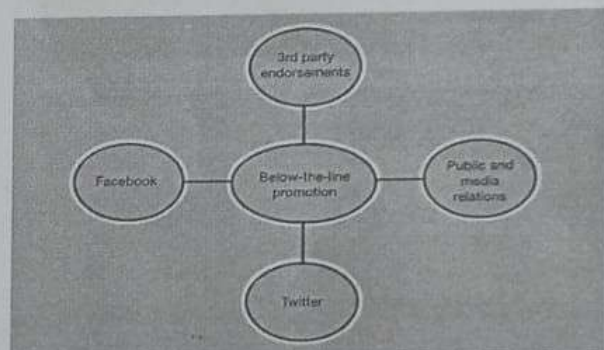 3rd party
endorsements
Facebook
Below-the-line
promotion
Public and
media
relations
Twitter